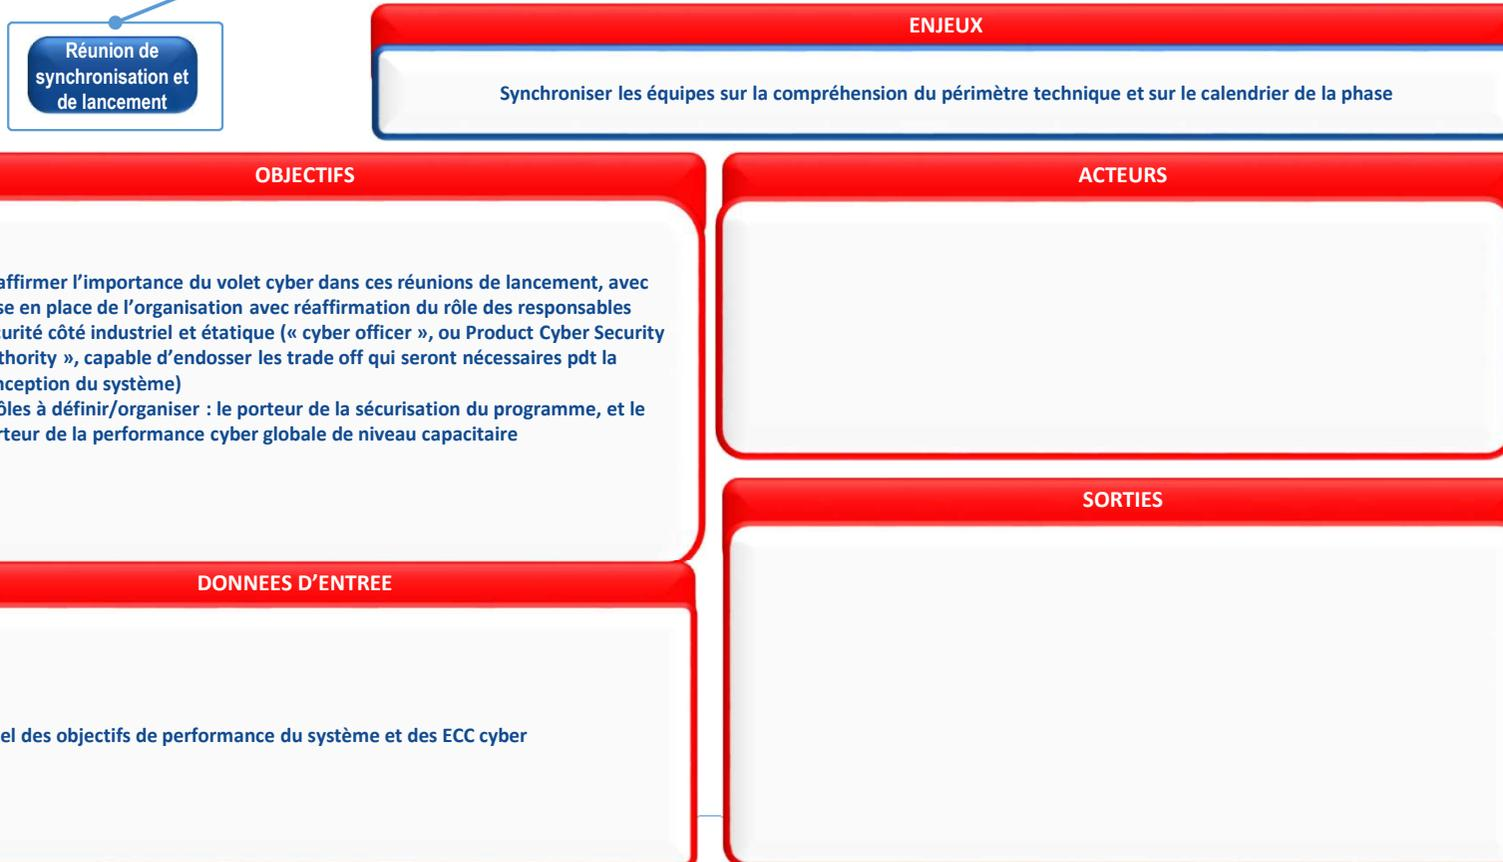 Réunion de
synchronisation et
de lancement
ENJEUX
Synchroniser les équipes sur la compréhension du périmètre technique et sur le calendrier de la phase
OBJECTIFS
affirmer l’importance du volet cyber dans ces réunions de lancement, avec
se en place de l’organisation avec réaffirmation du rôle des responsables
curité côté industriel et étatique (« cyber officer », ou Product Cyber Security
thority », capable d’endosser les trade off qui seront nécessaires pdt la
nception du système)
ôles à définir/organiser : le porteur de la sécurisation du programme, et le
rteur de la performance cyber globale de niveau capacitaire
ACTEURS
SORTIES
DONNEES D’ENTREE
el des objectifs de performance du système et des ECC cyber